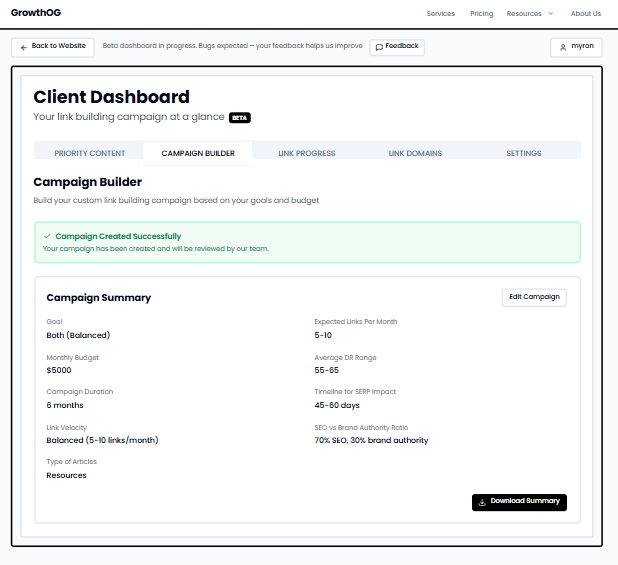 GrowthOG
Services Pricing Resources About Us
Back to Website Beta dashboard in progress. Bugs expected – your feedback helps us improve Feedback myron
Client Dashboard
Your link building campaign at a glance BETA
PRIORITY CONTENT CAMPAIGN BUILDER LINK PROGRESS LINK DOMAINS SETTINGS
Campaign Builder
Build your custom link building campaign based on your goals and budget
Campaign Created Successfully
Your campaign has been created and will be reviewed by our team.
Campaign Summary Edit Campaign
Goal Expected Links Per Month
Both (Balanced) 5-10
Monthly Budget Average DR Range
$5000 55-65
Campaign Duration Timeline for SERP Impact
6 months 45-60 days
Link Velocity SEO vs Brand Authority Ratio
Balanced (5-10 links/month) 70% SEO, 30% brand authority
Type of Articles
Resources
Download Summary